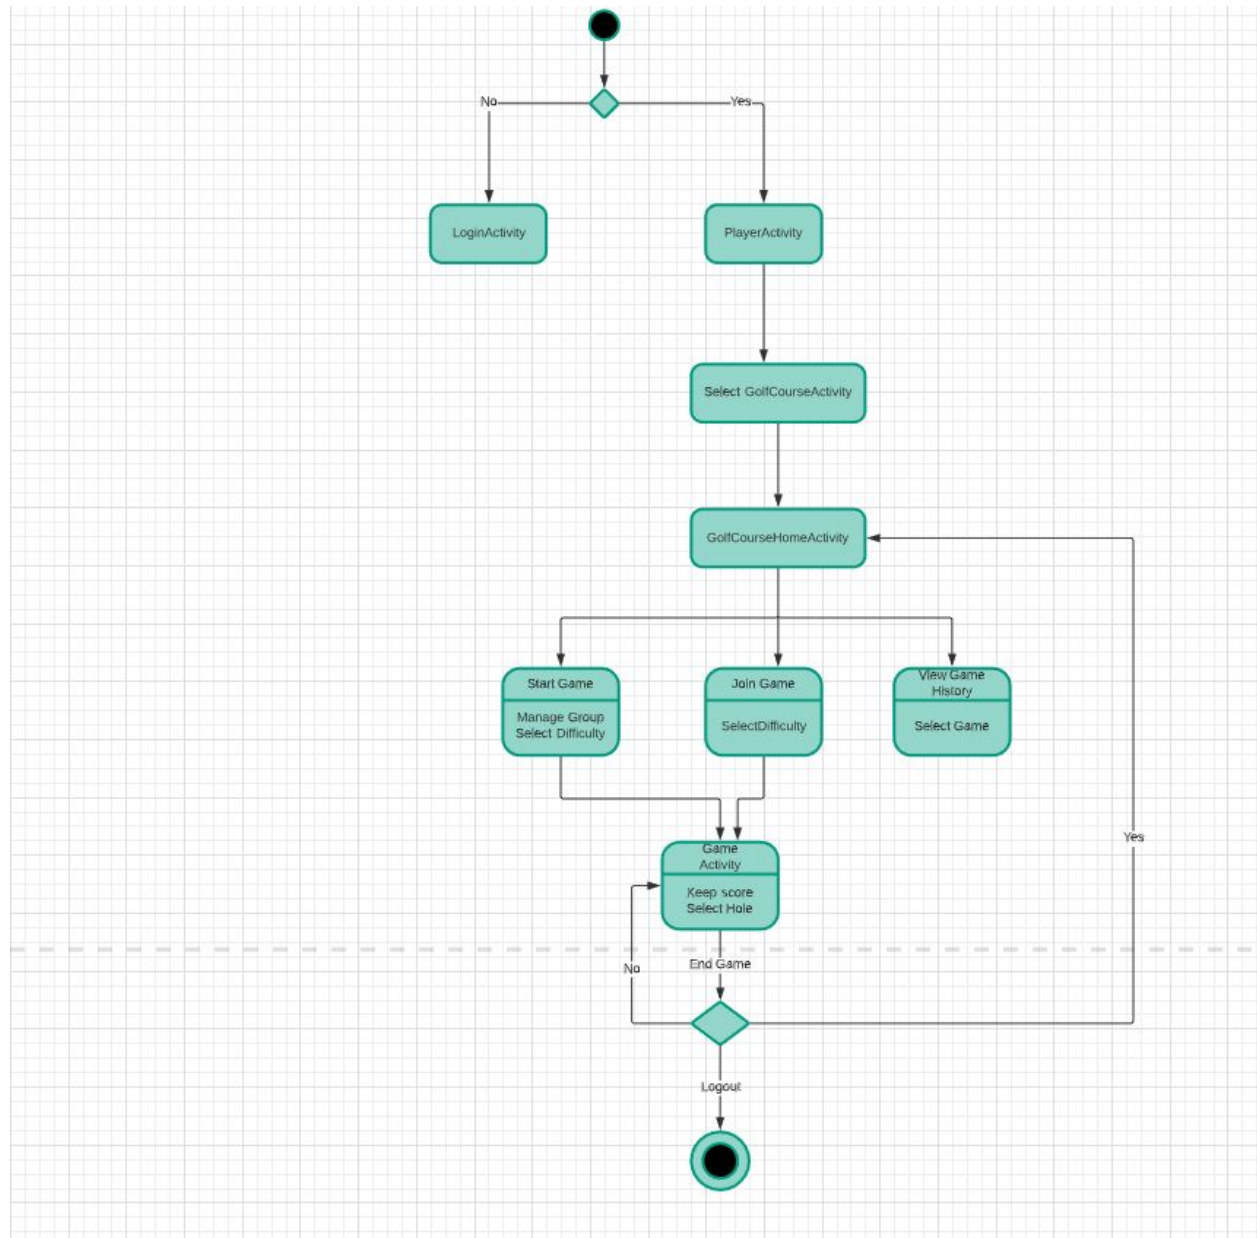 No
Yes
LoginActivity
PlayerActivity
Select GolfCourseActivity
GolfCourseHomeActivity
Start Game
Manage Group
Select Difficulty
Join Game
SelectDifficulty
View Game
History
Select Game
Yes
Game
Activity
Keep score
Select Hole
No
End Game
Logout